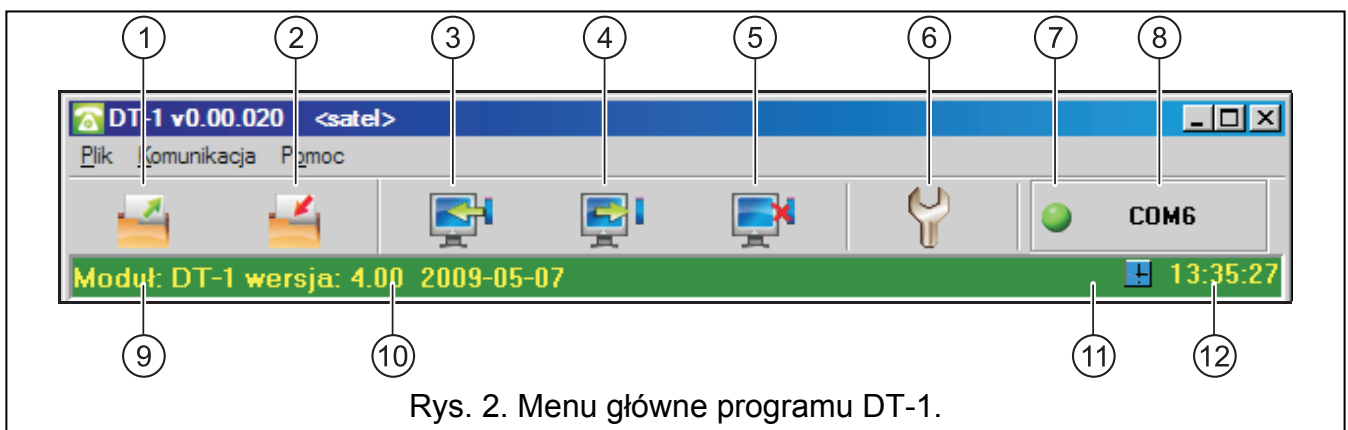 1 2 3 4 5 6 7 8
DT-1 v0.00.020 <satel>
Plik Komunikacja Pomoc
COM6
Moduł: DT-1 wersja: 4.00 2009-05-07 13:35:27
9 10 11 12
Rys. 2. Menu główne programu DT-1.